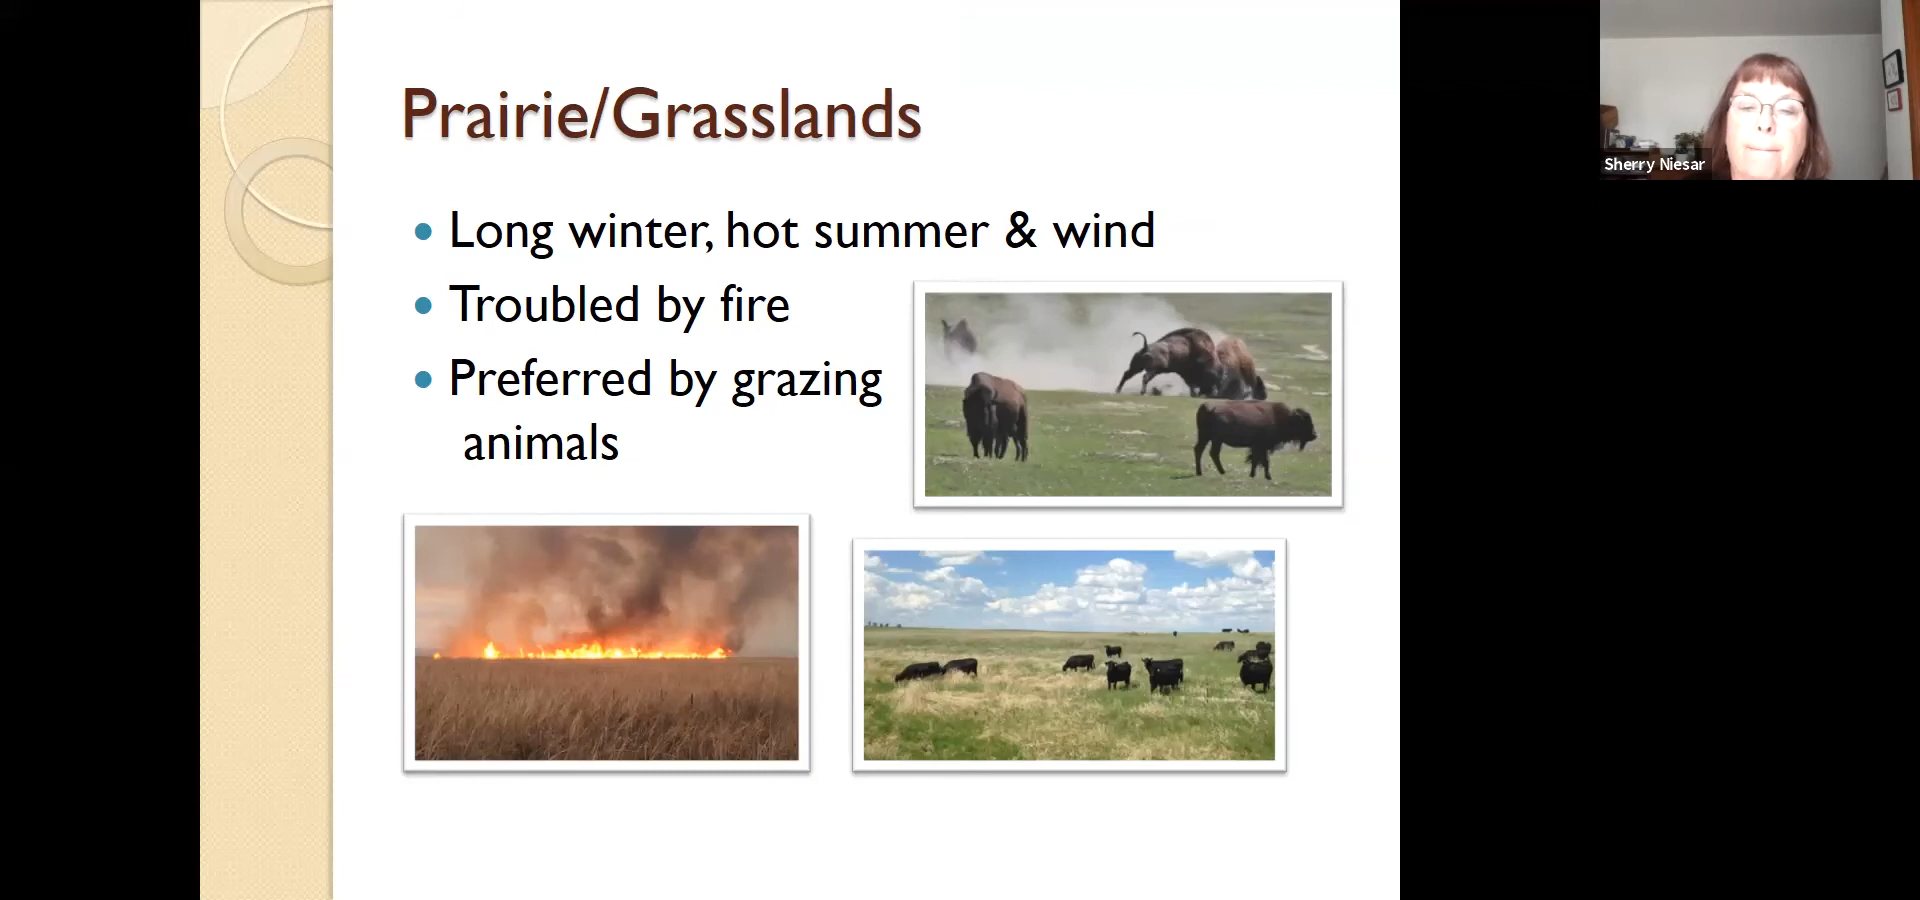 Prairie/Grasslands
• Long winter, hot summer & wind
• Troubled by fire
• Preferred by grazing
animals
Sherry Niesar